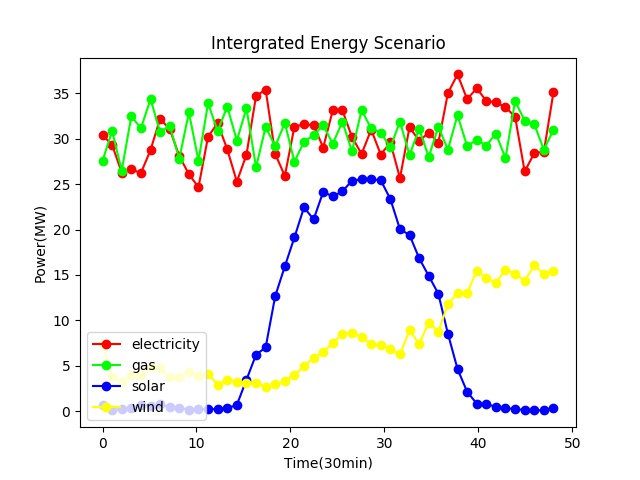 Intergrated Energy Scenario
Power(MW)
35
30
25
20
15
10
5
0
electricity
gas
solar
wind
0 10 20 30 40 50
Time(30min)